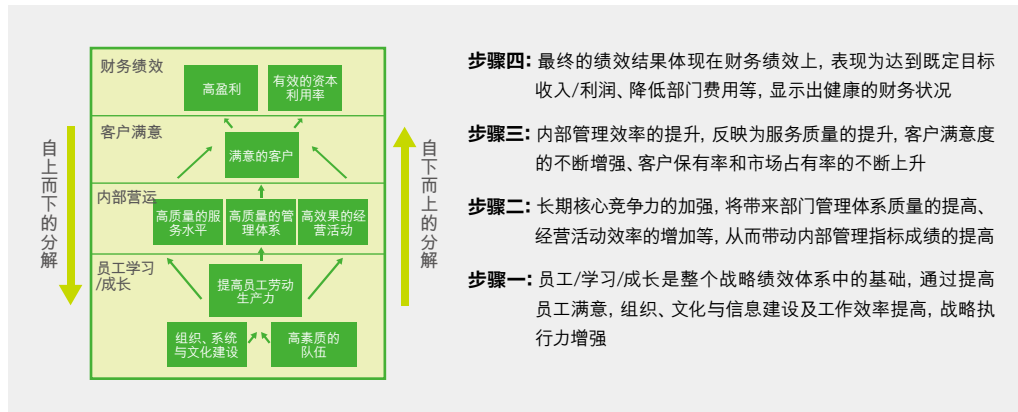 财务绩效
高盈利
有效的资本
利用率
客户满意
满意的客户
内部营运
高质量的服
务水平
高质量的管
理体系
高效果的经
营活动
员工学习
/成长
提高员工劳动
生产力
组织、系统
与文化建设
高素质的
队伍
自上而下的分解
自下而上的分解
步骤四: 最终的绩效结果体现在财务绩效上, 表现为达到既定目标
收入/利润、降低部门费用等, 显示出健康的财务状况
步骤三: 内部管理效率的提升, 反映为服务质量的提升, 客户满意度
的不断增强、客户保有率和市场占有率的不断上升
步骤二: 长期核心竞争力的加强, 将带来部门管理体系质量的提高、
经营活动效率的增加等, 从而带动内部管理指标成绩的提高
步骤一: 员工/学习/成长是整个战略绩效体系中的基础, 通过提高
员工满意, 组织、文化与信息建设及工作效率提高, 战略执
行力增强